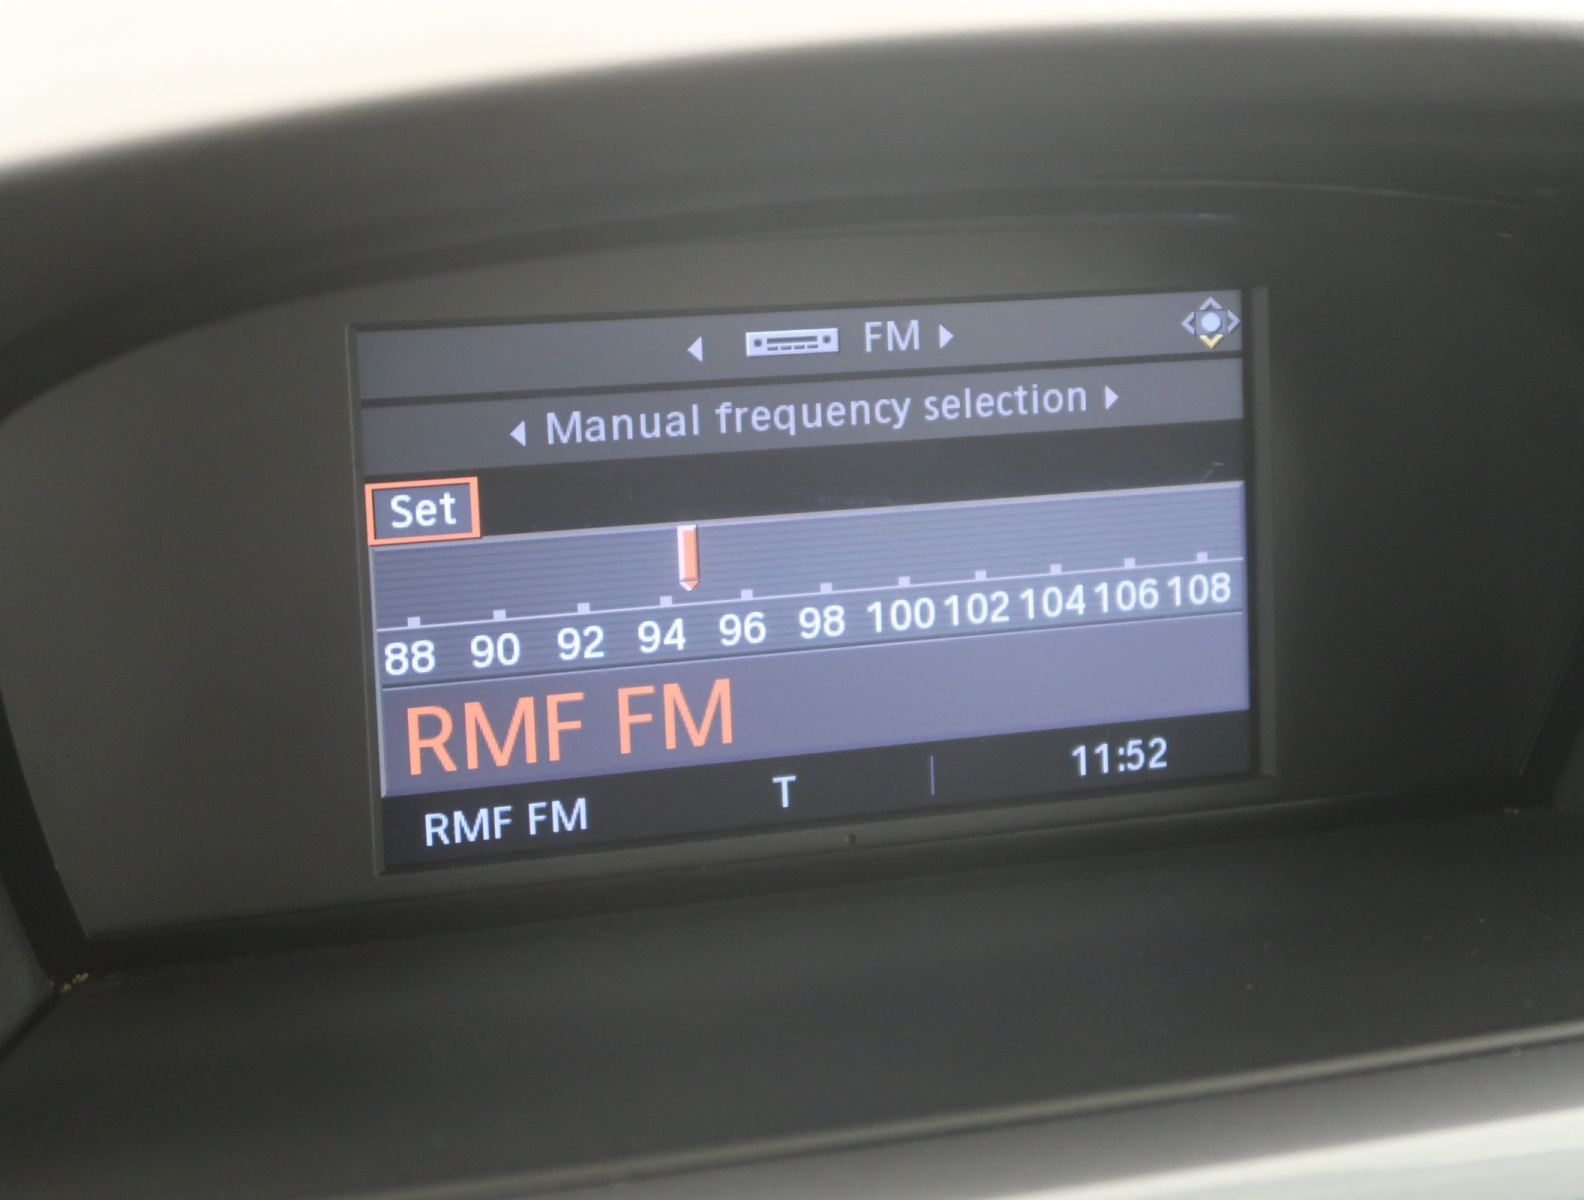 FM
Manual frequency selection
Set
88 90 92 94 96 98 100 102 104 106 108
RMF FM
RMF FM T 11:52